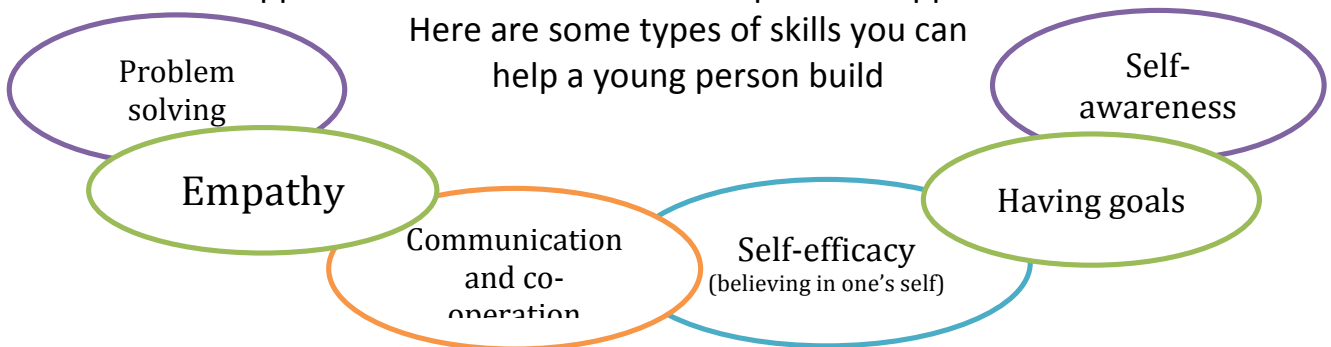 Here are some types of skills you can
help a young person build
Problem
solving
Empathy
Communication
and co-
operation
Self-efficacy
(believing in one's self)
Having goals
Self-
awareness